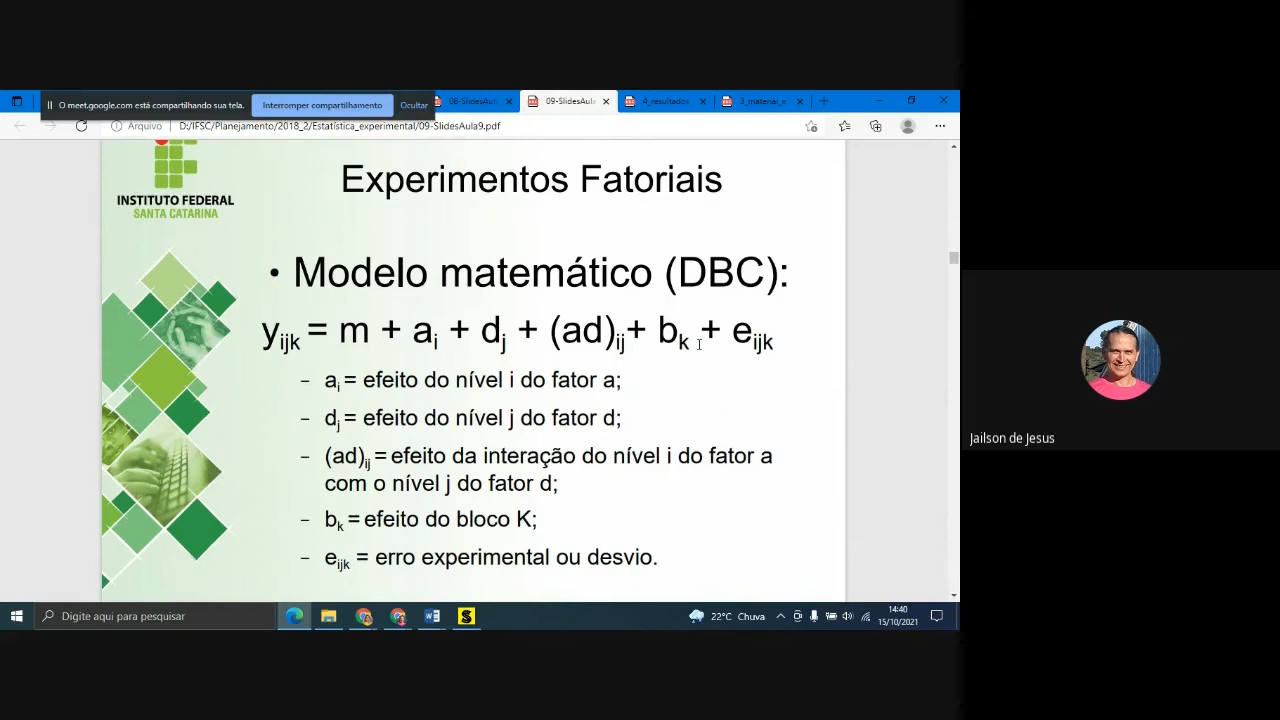 O meet.google.com está compartilhando sua tela. Interromper compartilhamento Ocultar
08-SlidesAul 09-SlidesAula 4_resultados 3_material_e
Arquivo D:/IFSC/Planejamento/2018_2/Estatística_experimental/09-SlidesAula9.pdf
INSTITUTO FEDERAL
SANTA CATARINA
Experimentos Fatoriais
• Modelo matemático (DBC):
yijk = m + ai + dj + (ad)ij+ bk + eijk
– ai = efeito do nível i do fator a;
– dj = efeito do nível j do fator d;
– (ad)ij = efeito da interação do nível i do fator a
com o nível j do fator d;
– bk = efeito do bloco K;
– eijk = erro experimental ou desvio.
Jailson de Jesus
Digite aqui para pesquisar
22°C Chuva
14:40
15/10/2021